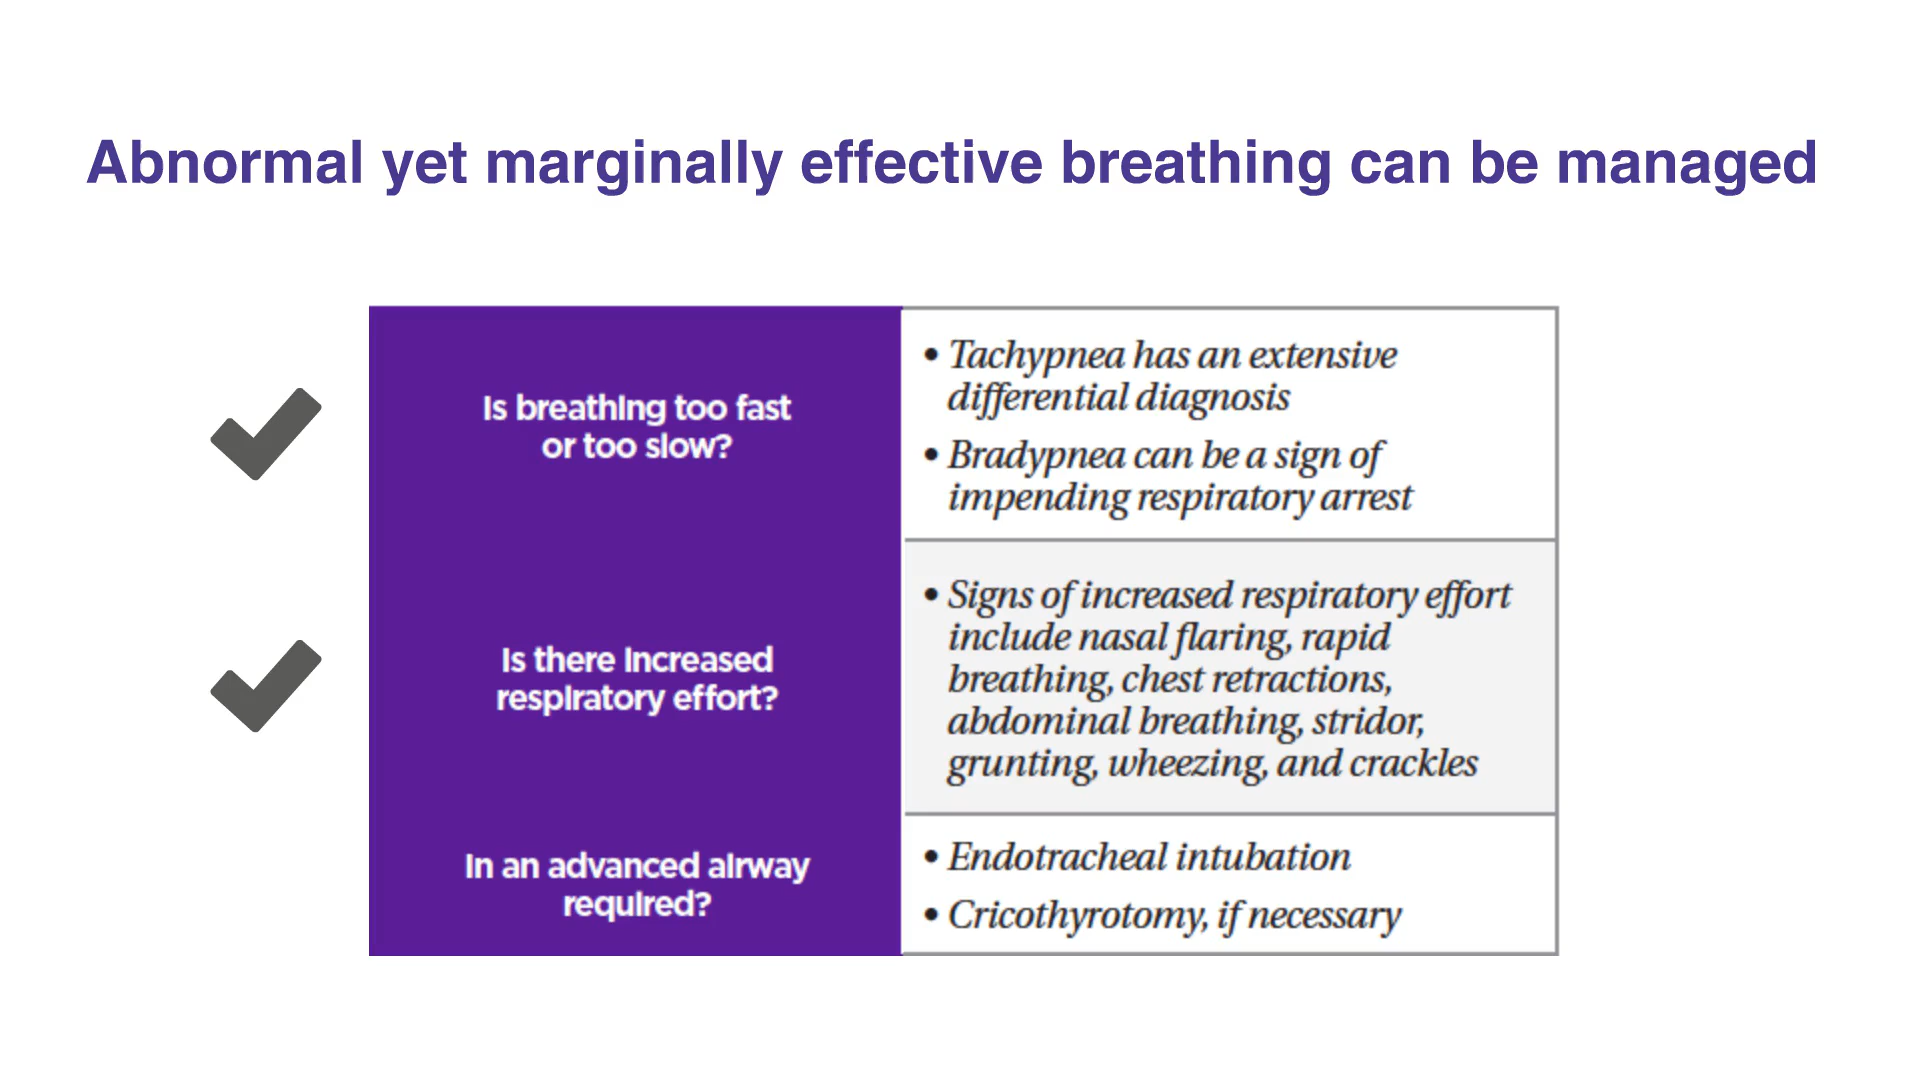 Abnormal yet marginally effective breathing can be managed
Is breathing too fast
or too slow?
• Tachypnea has an extensive
differential diagnosis
• Bradypnea can be a sign of
impending respiratory arrest
Is there increased
respiratory effort?
• Signs of increased respiratory effort
include nasal flaring, rapid
breathing, chest retractions,
abdominal breathing, stridor,
grunting, wheezing, and crackles
In an advanced airway
required?
• Endotracheal intubation
• Cricothyrotomy, if necessary